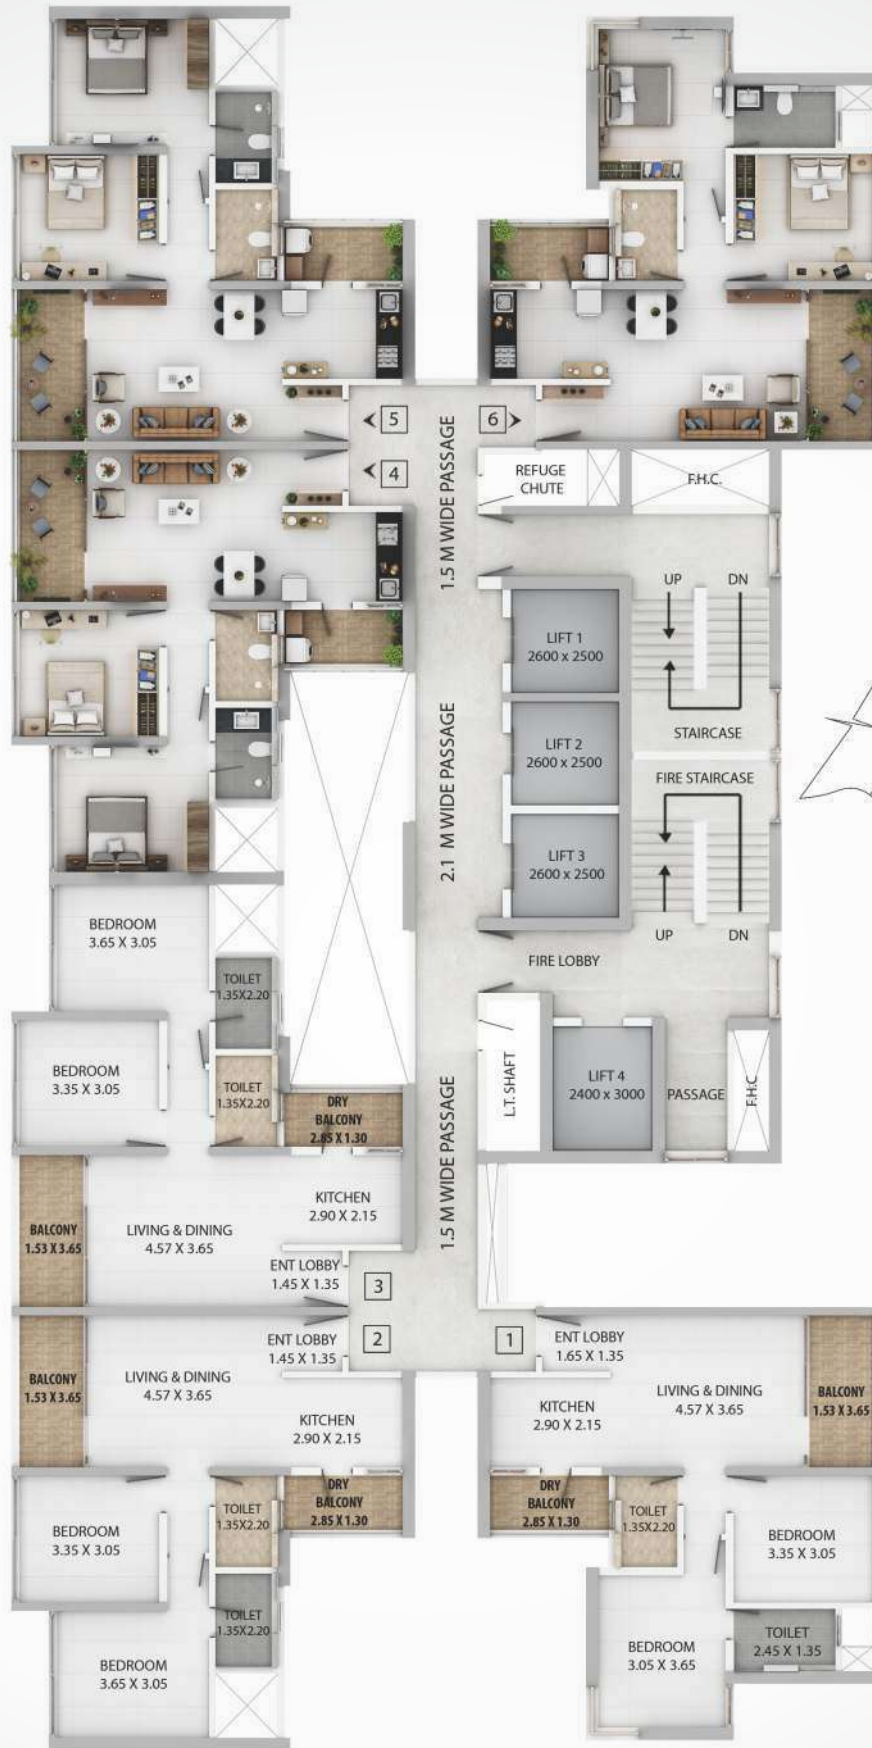 5
6
4
1.5 M WIDE PASSAGE
REFUGE
CHUTE
F.H.C.
UP
DN
LIFT 1
2600 x 2500
STAIRCASE
LIFT 2
2600 x 2500
2.1 M WIDE PASSAGE
FIRE STAIRCASE
LIFT 3
2600 x 2500
UP
DN
FIRE LOBBY
BEDROOM
3.65 X 3.05
TOILET
1.35X2.20
BEDROOM
3.35 X 3.05
TOILET
1.35X2.20
DRY
BALCONY
2.85 X 1.30
L.T. SHAFT
LIFT 4
2400 x 3000
PASSAGE
F.H.C
1.5 M WIDE PASSAGE
KITCHEN
2.90 X 2.15
BALCONY
1.53 X 3.65
LIVING & DINING
4.57 X 3.65
ENT LOBBY
1.45 X 1.35
3
ENT LOBBY
1.45 X 1.35
2
1
ENT LOBBY
1.65 X 1.35
BALCONY
1.53 X 3.65
LIVING & DINING
4.57 X 3.65
KITCHEN
2.90 X 2.15
KITCHEN
2.90 X 2.15
LIVING & DINING
4.57 X 3.65
BALCONY
1.53 X 3.65
DRY
BALCONY
2.85 X 1.30
DRY
BALCONY
2.85 X 1.30
TOILET
1.35X2.20
TOILET
1.35X2.20
BEDROOM
3.35 X 3.05
BEDROOM
3.35 X 3.05
TOILET
1.35X2.20
BEDROOM
3.65 X 3.05
BEDROOM
3.05 X 3.65
TOILET
2.45 X 1.35